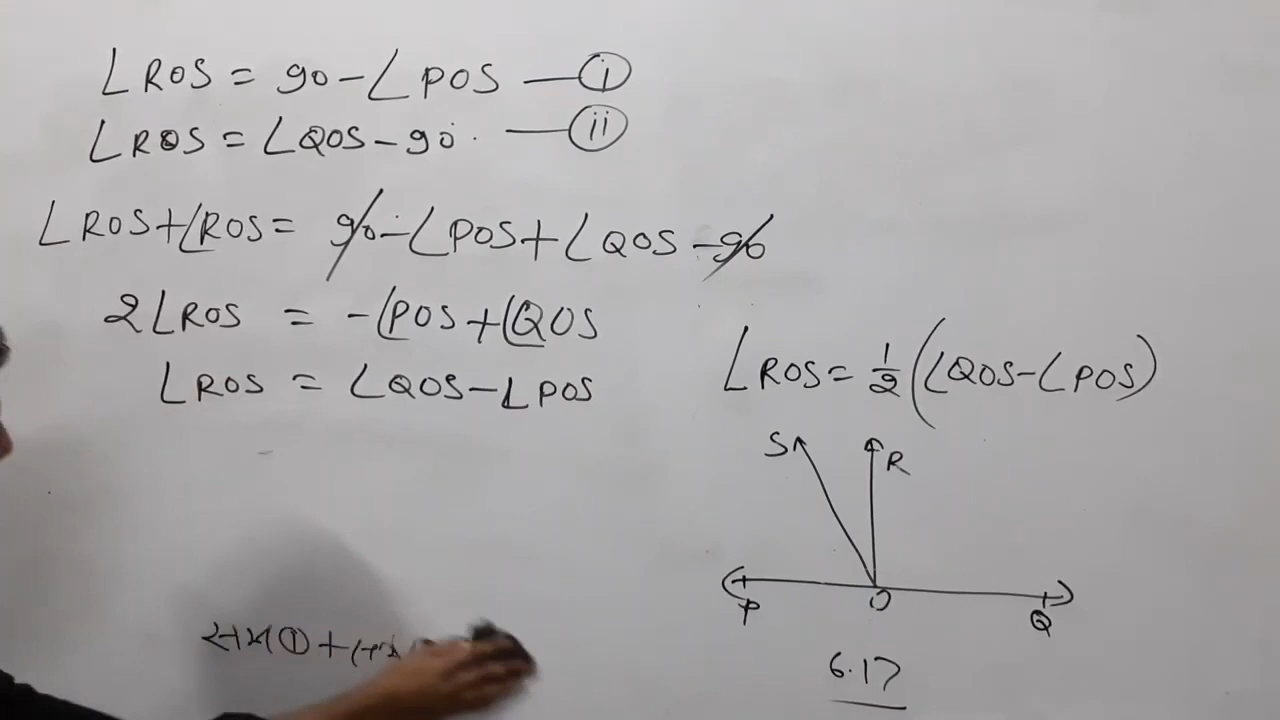 ∠ROS = 90 - ∠POS — (i)
∠ROS = ∠QOS - 90. — (ii)
∠ROS + ∠ROS = 90 - ∠POS + ∠QOS - 90
2∠ROS = -∠POS + ∠QOS
∠ROS = ∠QOS - ∠POS
∠ROS = 1/2 (∠QOS - ∠POS)
S
R
P
O
Q
6.17